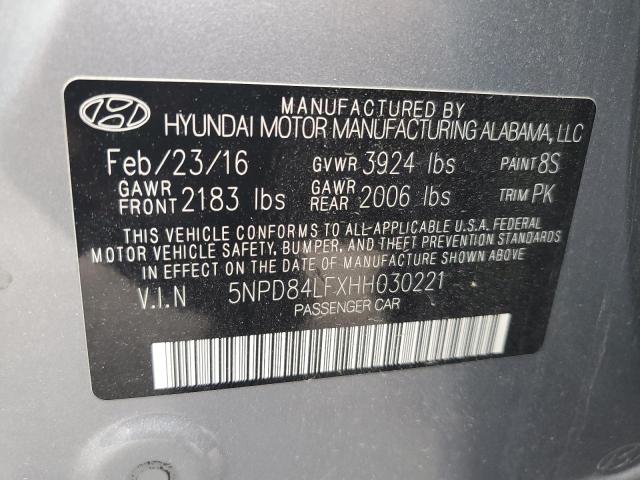 MANUFACTURED BY
HYUNDAI MOTOR MANUFACTURING ALABAMA, LLC
Feb/23/16 GVWR 3924 lbs PAINT 8S
GAWR FRONT 2183 lbs GAWR REAR 2006 lbs TRIM PK
THIS VEHICLE CONFORMS TO ALL APPLICABLE U.S.A. FEDERAL
MOTOR VEHICLE SAFETY, BUMPER, AND THEFT PREVENTION STANDARDS
IN EFFECT ON THE DATE OF MANUFACTURE SHOWN ABOVE
V.I.N 5NPD84LFXHH030221
PASSENGER CAR